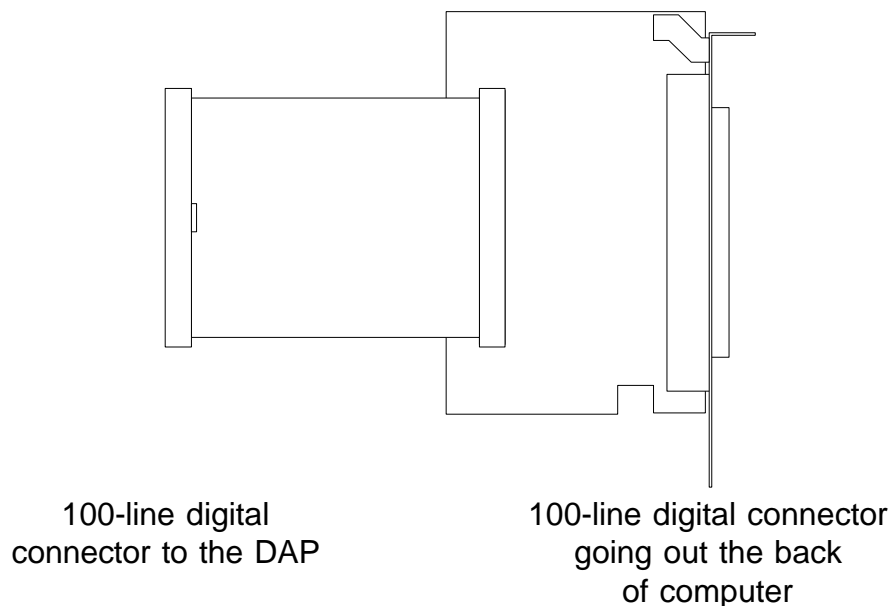 100-line digital
connector to the DAP
100-line digital connector
going out the back
of computer